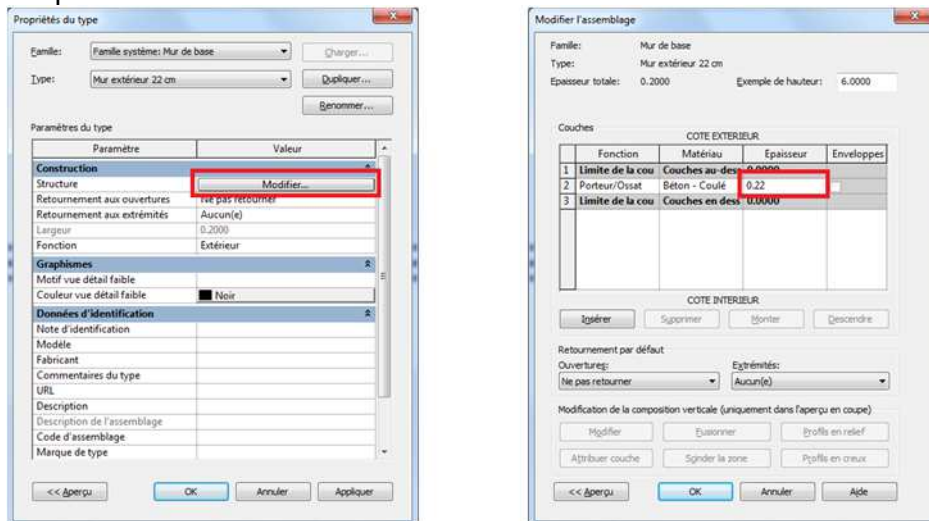 Propriétés du type
Famille: Famille système: Mur de base Charger...
Type: Mur extérieur 22 cm Dupliquer...
Renommer...
Paramètres du type
Paramètre Valeur
Construction
Structure Modifier...
Retournement aux ouvertures Ne pas retourner
Retournement aux extrémités Aucun(e)
Largeur 0.2000
Fonction Extérieur
Graphismes
Motif vue détail faible
Couleur vue détail faible Noir
Données d'identification
Note d'identification
Modèle
Fabricant
Commentaires du type
URL
Description
Description de l'assemblage
Code d'assemblage
Marque de type
<< Aperçu OK Annuler Appliquer
Modifier l'assemblage
Famille: Mur de base
Type: Mur extérieur 22 cm
Epaisseur totale: 0.2000 Exemple de hauteur: 6.0000
Couches
COTE EXTERIEUR
Fonction Matériau Epaisseur Enveloppes
1 Limite de la cou Couches au-dess 0.0000
2 Porteur/Ossat Béton - Coulé 0.22
3 Limite de la cou Couches en dess 0.0000
COTE INTERIEUR
Insérer Supprimer Monter Descendre
Retournement par défaut
Ouvertures: Extrémités:
Ne pas retourner Aucun(e)
Modification de la composition verticale (uniquement dans l'aperçu en coupe)
Modifier Fusionner Profils en relief
Attribuer couche Scinder la zone Profils en creux
<< Aperçu OK Annuler Aide